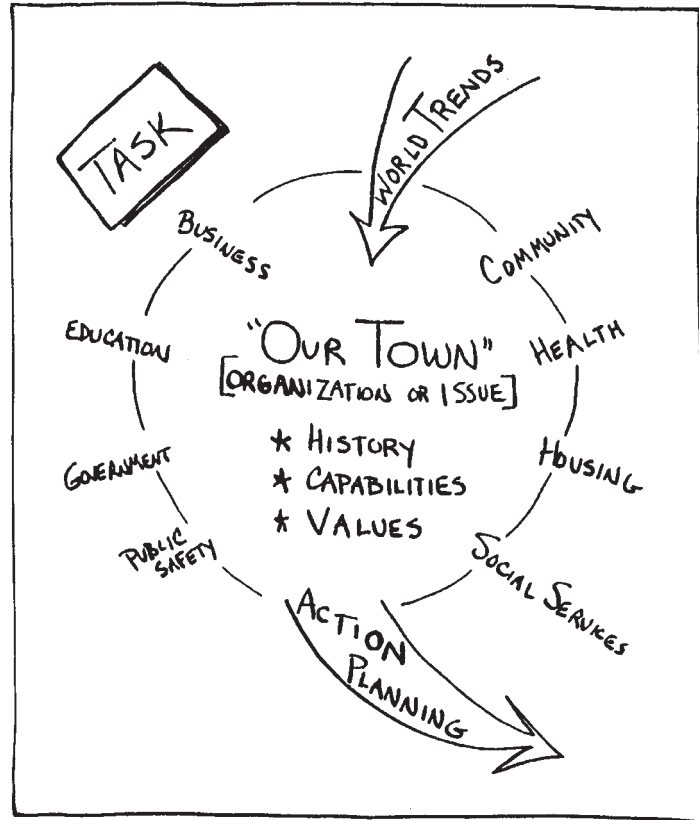 TASK
WORLD TRENDS
BUSINESS
COMMUNITY
EDUCATION
"OUR TOWN"
HEALTH
[ORGANIZATION OR ISSUE]
* HISTORY
* CAPABILITIES
* VALUES
GOVERNMENT
HOUSING
PUBLIC
SAFETY
SOCIAL SERVICES
ACTION
PLANNING